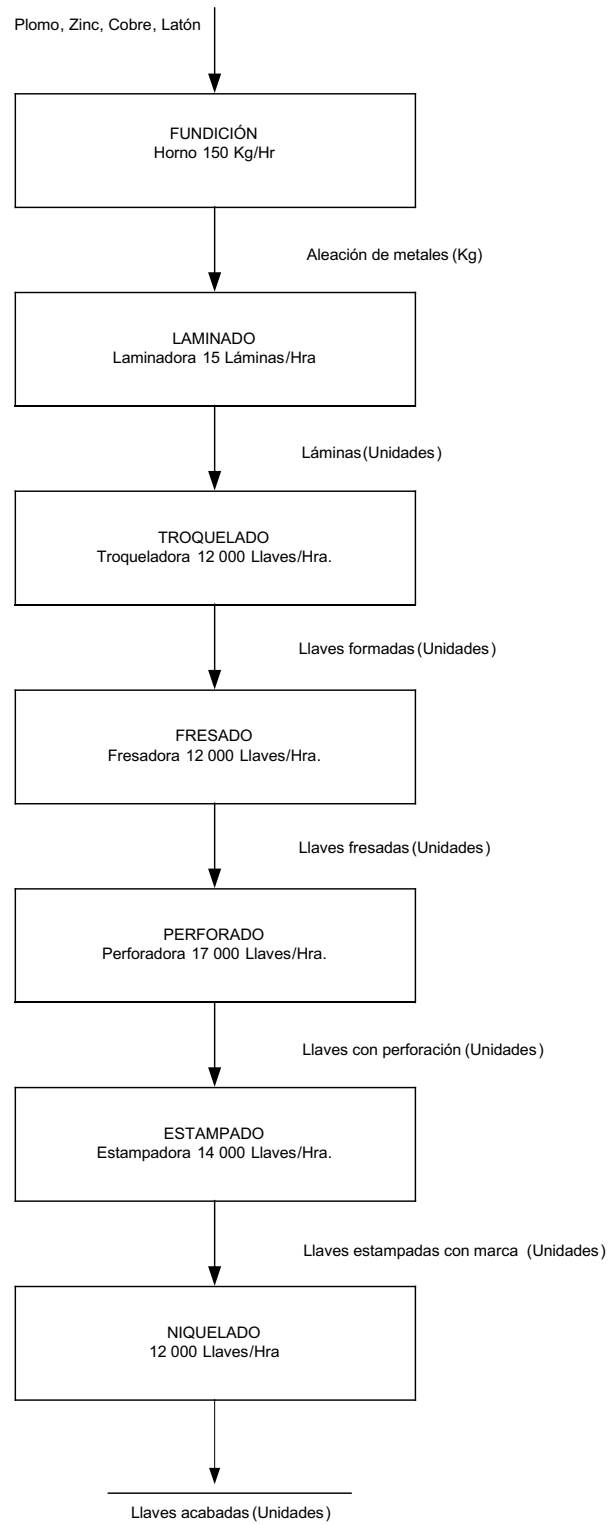 Plomo, Zinc, Cobre, Latón
FUNDICIÓN
Horno 150 Kg/Hr
Aleación de metales (Kg)
LAMINADO
Laminadora 15 Láminas/Hra
Láminas (Unidades)
TROQUELADO
Troqueladora 12 000 Llaves/Hra.
Llaves formadas (Unidades)
FRESADO
Fresadora 12 000 Llaves/Hra.
Llaves fresadas (Unidades)
PERFORADO
Perforadora 17 000 Llaves/Hra.
Llaves con perforación (Unidades)
ESTAMPADO
Estampadora 14 000 Llaves/Hra.
Llaves estampadas con marca (Unidades)
NIQUELADO
12 000 Llaves/Hra
Llaves acabadas (Unidades)